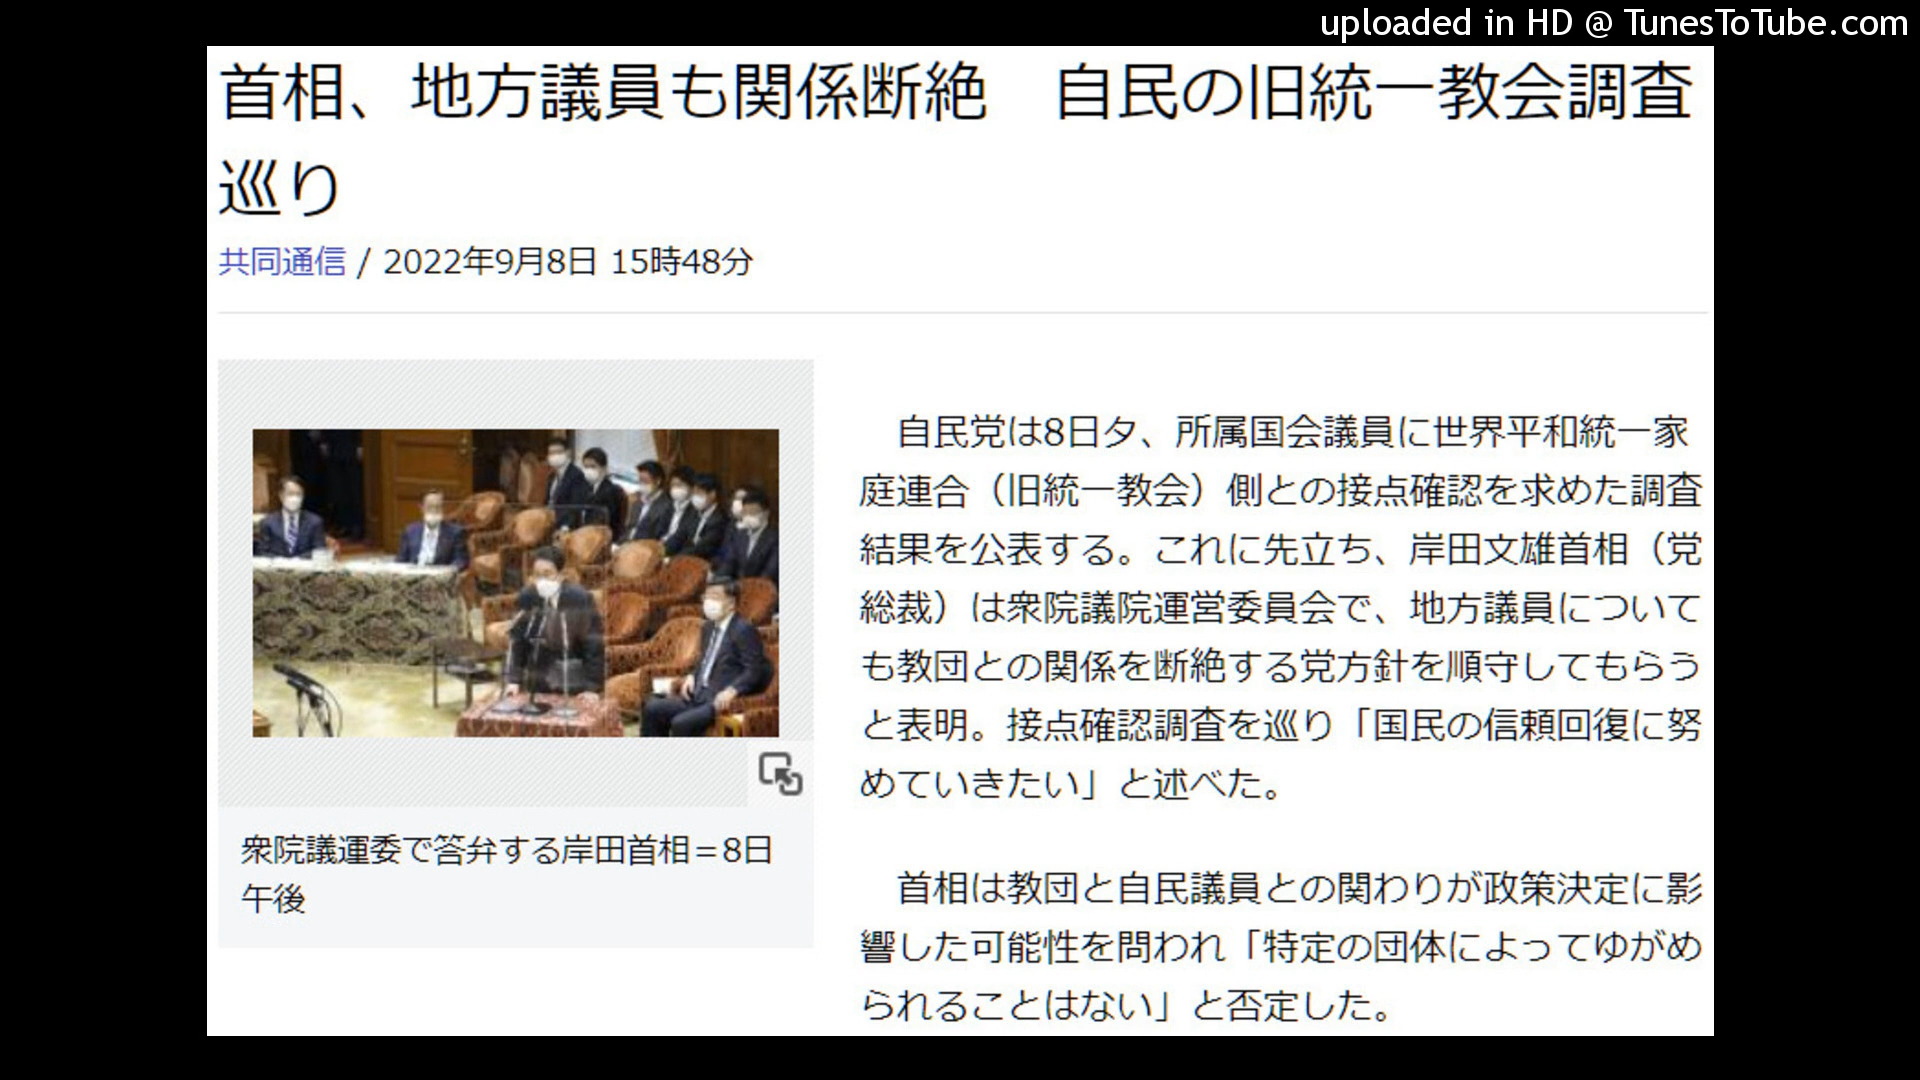 uploaded in HD @ TunesToTube.com
首相、地方議員も関係断絶　自民の旧統一教会調査
巡り
共同通信 / 2022年9月8日 15時48分
自民党は8日夕、所属国会議員に世界平和統一家
庭連合（旧統一教会）側との接点確認を求めた調査
結果を公表する。これに先立ち、岸田文雄首相（党
総裁）は衆院議院運営委員会で、地方議員について
も教団との関係を断絶する党方針を順守してもらう
と表明。接点確認調査を巡り「国民の信頼回復に努
めていきたい」と述べた。
首相は教団と自民議員との関わりが政策決定に影
響した可能性を問われ「特定の団体によってゆがめ
られることはない」と否定した。
衆院議運委で答弁する岸田首相＝8日
午後